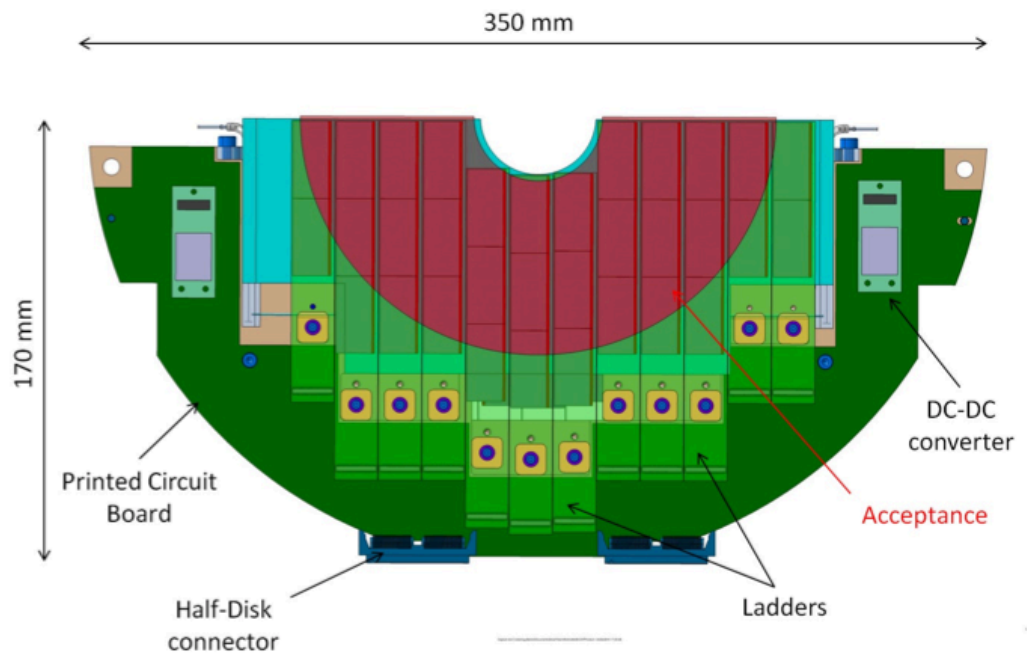 350 mm
170 mm
DC-DC
converter
Printed Circuit
Board
Acceptance
Half-Disk
connector
Ladders